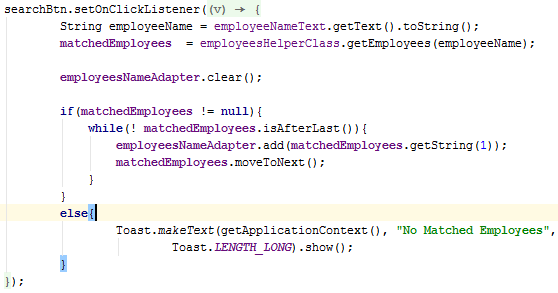 searchBtn.setOnClickListener((v) → {
String employeeName = employeeNameText.getText().toString();
matchedEmployees  = employeesHelperClass.getEmployees(employeeName);
employeesNameAdapter.clear();
if(matchedEmployees != null){
while(! matchedEmployees.isAfterLast()){
employeesNameAdapter.add(matchedEmployees.getString(1));
matchedEmployees.moveToNext();
}
}
else{
Toast.makeText(getApplicationContext(), "No Matched Employees",
Toast.LENGTH_LONG).show();
}
});